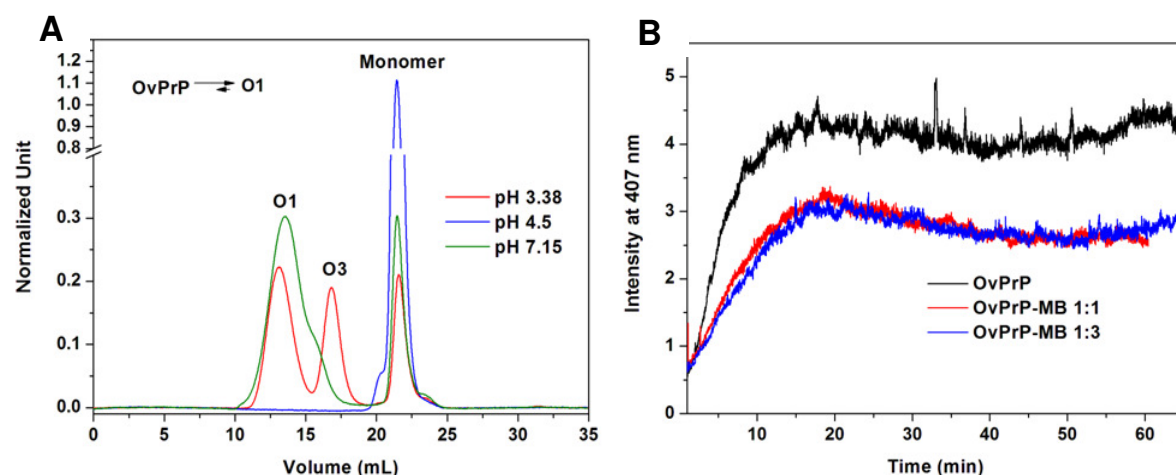 A
B
1.3
1.2
1.1
1.0
0.9
0.8
0.3
0.2
0.1
0.0
Normalized Unit
OvPrP O1
Monomer
O1
O3
pH 3.38
pH 4.5
pH 7.15
0 5 10 15 20 25 30 35
Volume (mL)
5
4
3
2
1
0
Intensity at 407 nm
OvPrP
OvPrP-MB 1:1
OvPrP-MB 1:3
10 20 30 40 50 60
Time (min)